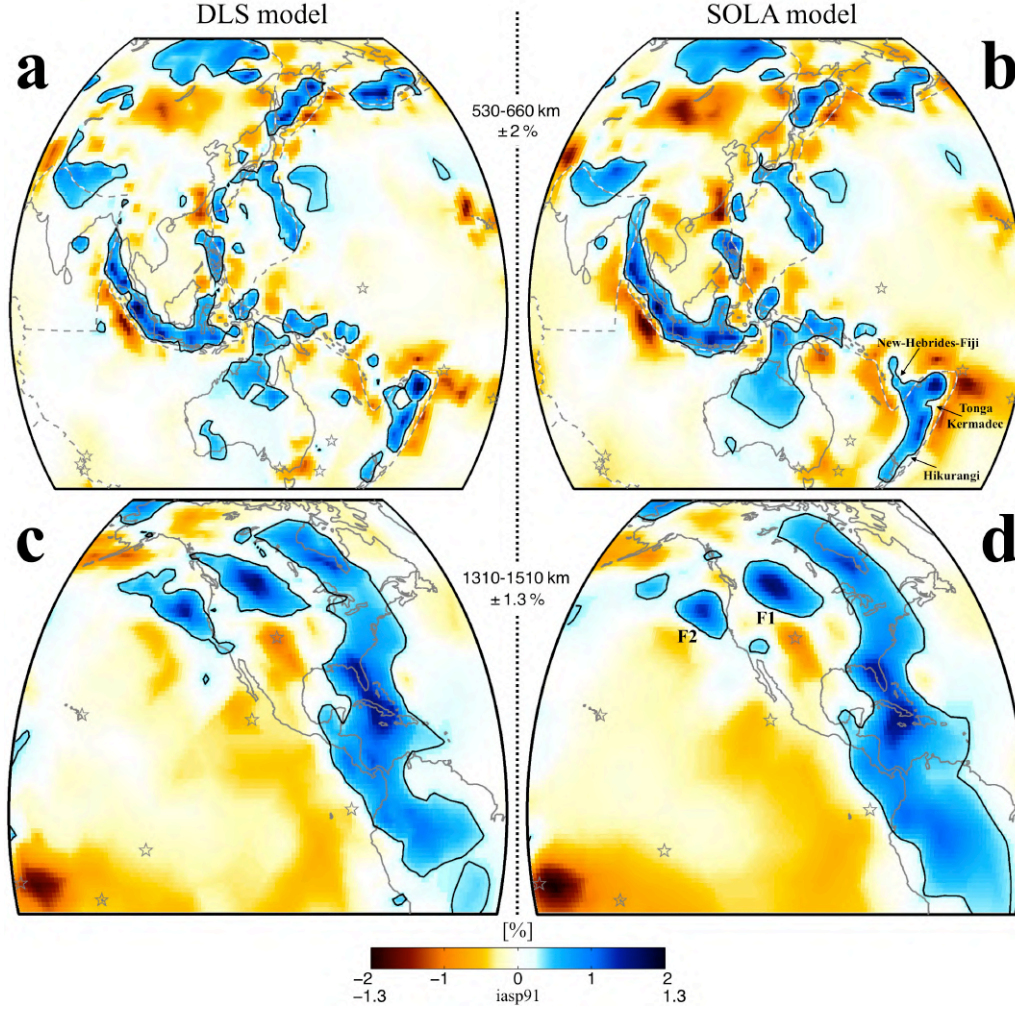 DLS model
SOLA model
a
b
530-660 km
± 2 %
New-Hebrides-Fiji
Tonga
Kermadec
Hikurangi
c
d
1310-1510 km
± 1.3 %
F1
F2
[%]
−2 −1 0 1 2
−1.3 iasp91 1.3